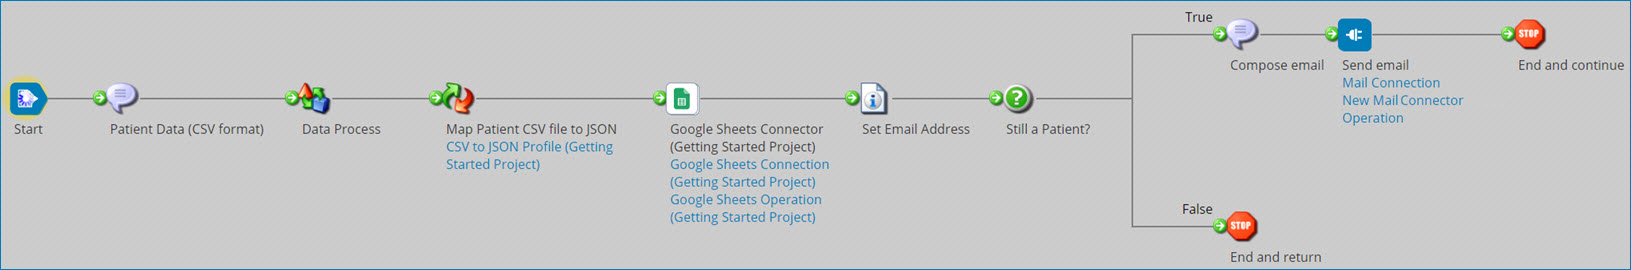 Start
Patient Data (CSV format)
Data Process
Map Patient CSV file to JSON
CSV to JSON Profile (Getting
Started Project)
Google Sheets Connector
(Getting Started Project)
Google Sheets Connection
(Getting Started Project)
Google Sheets Operation
(Getting Started Project)
Set Email Address
Still a Patient?
True
Compose email
Send email
Mail Connection
New Mail Connector
Operation
STOP
End and continue
False
STOP
End and return